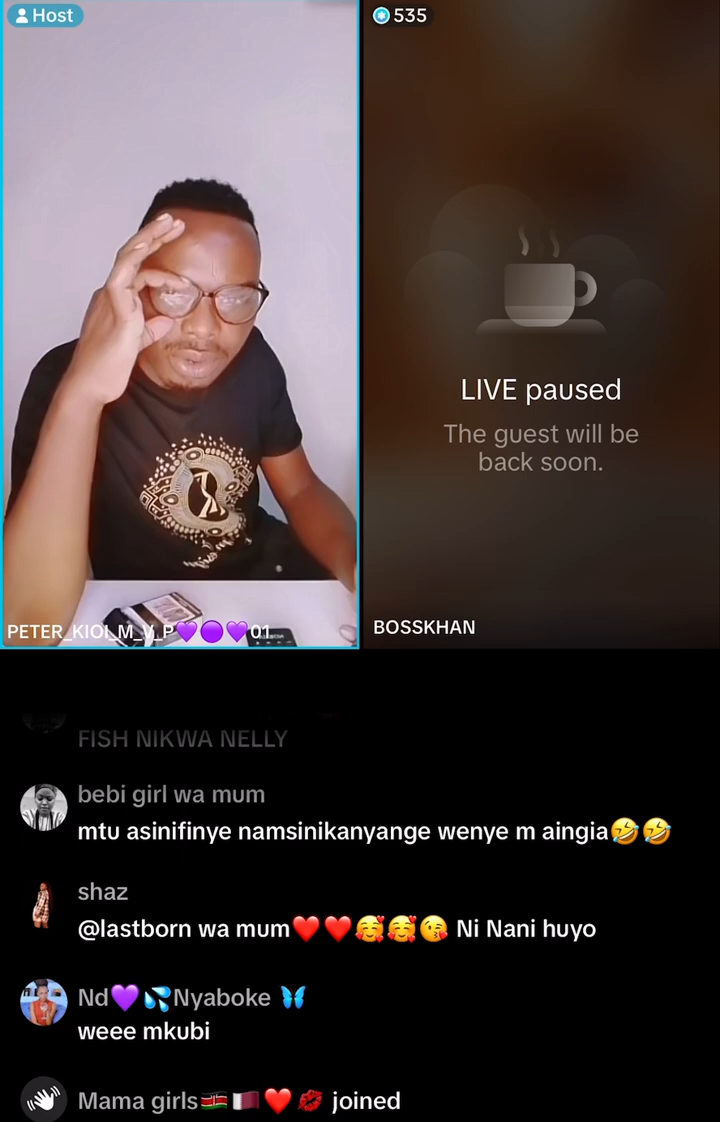 Host
535
LIVE paused
The guest will be
back soon.
PETER_KIOI_M_V_P💜🟣💜01
BOSSKHAN
FISH NIKWA NELLY
bebi girl wa mum
mtu asinifinye namsinikanyange wenye m aingia🤣🤣
shaz
@lastborn wa mum❤️❤️🥰🥰😘 Ni Nani huyo
Nd💜💦Nyaboke 🦋
weee mkubi
Mama girls🇰🇪🇶🇦❤️💋 joined